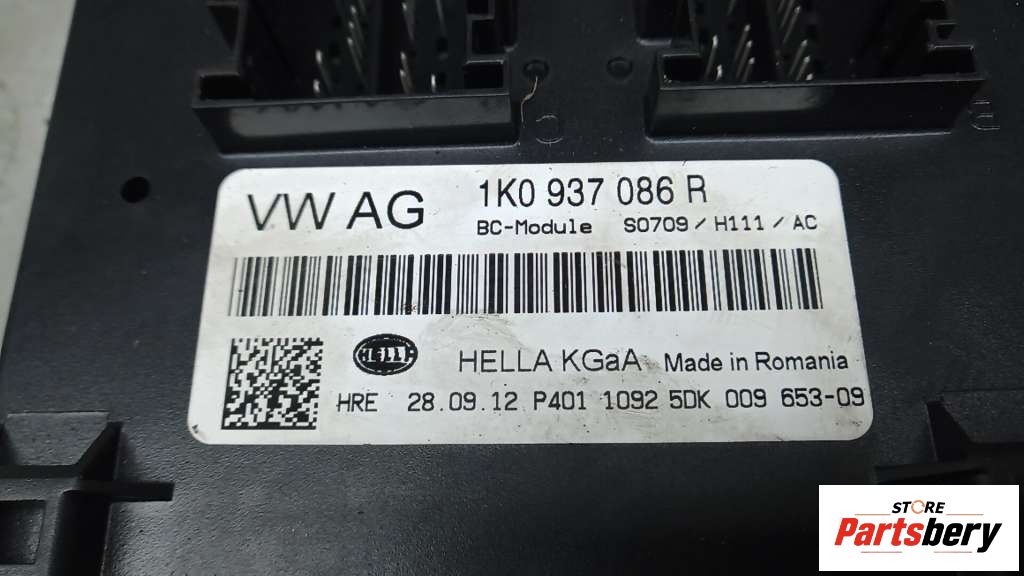 C
VW AG 1K0 937 086 R
BC-Module S0709 / H111 / AC
HELLA HELLA KGaA Made in Romania
HRE 28.09.12 P401 1092 5DK 009 653-09
STORE
Partsbery